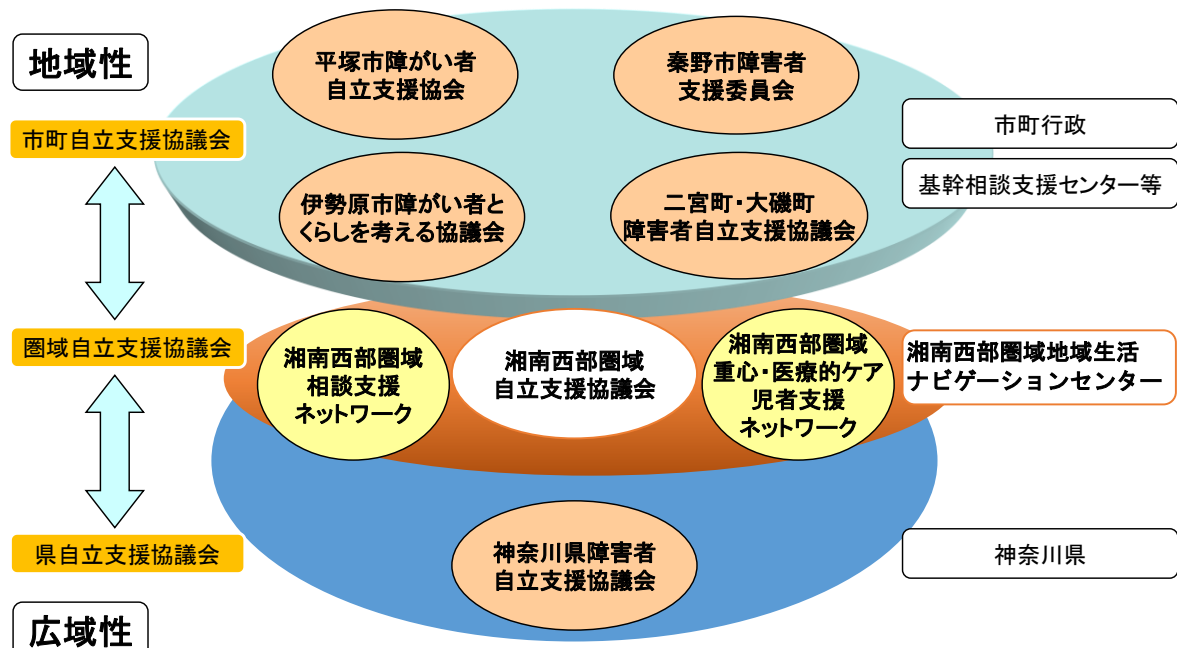 地域性
平塚市障がい者
自立支援協会
秦野市障害者
支援委員会
市町自立支援協議会
市町行政
基幹相談支援センター等
伊勢原市障がい者と
くらしを考える協議会
二宮町・大磯町
障害者自立支援協議会
圏域自立支援協議会
湘南西部圏域
相談支援
ネットワーク
湘南西部圏域
自立支援協議会
湘南西部圏域
重心・医療的ケア
児者支援
ネットワーク
湘南西部圏域地域生活
ナビゲーションセンター
県自立支援協議会
神奈川県障害者
自立支援協議会
神奈川県
広域性